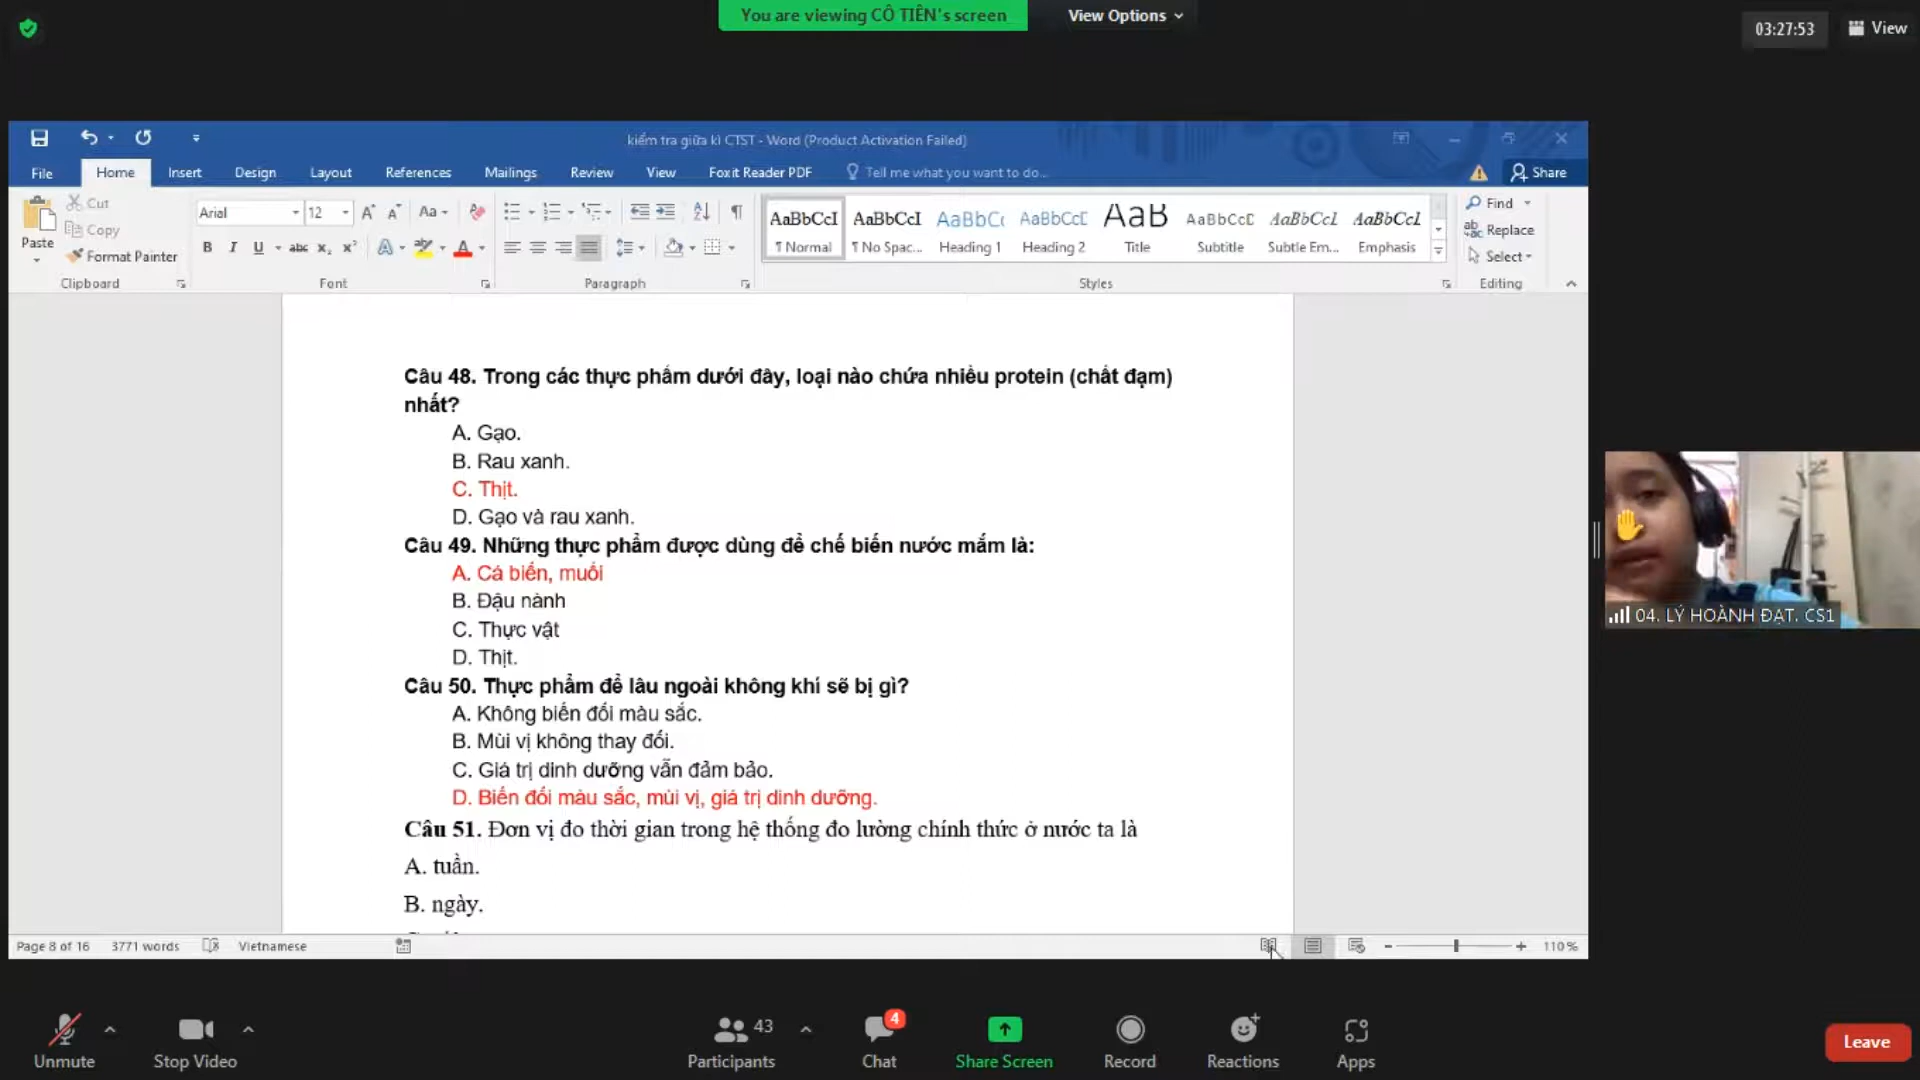 You are viewing CÔ TIÊN's screen
View Options
03:27:53
View
kiểm tra giữa kì CTST - Word (Product Activation Failed)
File
Home
Insert
Design
Layout
References
Mailings
Review
View
Foxit Reader PDF
Tell me what you want to do...
Share
Paste
Cut
Copy
Format Painter
Clipboard
Arial
12
Font
Paragraph
AaBbCcI
¶ Normal
AaBbCcI
¶ No Spac...
AaBbCc
Heading 1
AaBbCcD
Heading 2
AaB
Title
AaBbCcD
Subtitle
AaBbCcI
Subtle Em...
AaBbCcI
Emphasis
Styles
Find
Replace
Select
Editing
Câu 48. Trong các thực phẩm dưới đây, loại nào chứa nhiều protein (chất đạm)
nhất?
A. Gạo.
B. Rau xanh.
C. Thịt.
D. Gạo và rau xanh.
Câu 49. Những thực phẩm được dùng để chế biến nước mắm là:
A. Cá biển, muối
B. Đậu nành
C. Thực vật
D. Thịt.
Câu 50. Thực phẩm để lâu ngoài không khí sẽ bị gì?
A. Không biến đổi màu sắc.
B. Mùi vị không thay đổi.
C. Giá trị dinh dưỡng vẫn đảm bảo.
D. Biến đổi màu sắc, mùi vị, giá trị dinh dưỡng.
Câu 51. Đơn vị đo thời gian trong hệ thống đo lường chính thức ở nước ta là
A. tuần.
B. ngày.
Page 8 of 16
3771 words
Vietnamese
110 %
04. LÝ HOÀNH ĐẠT. CS1
Unmute
Stop Video
43
Participants
4
Chat
Share Screen
Record
Reactions
Apps
Leave